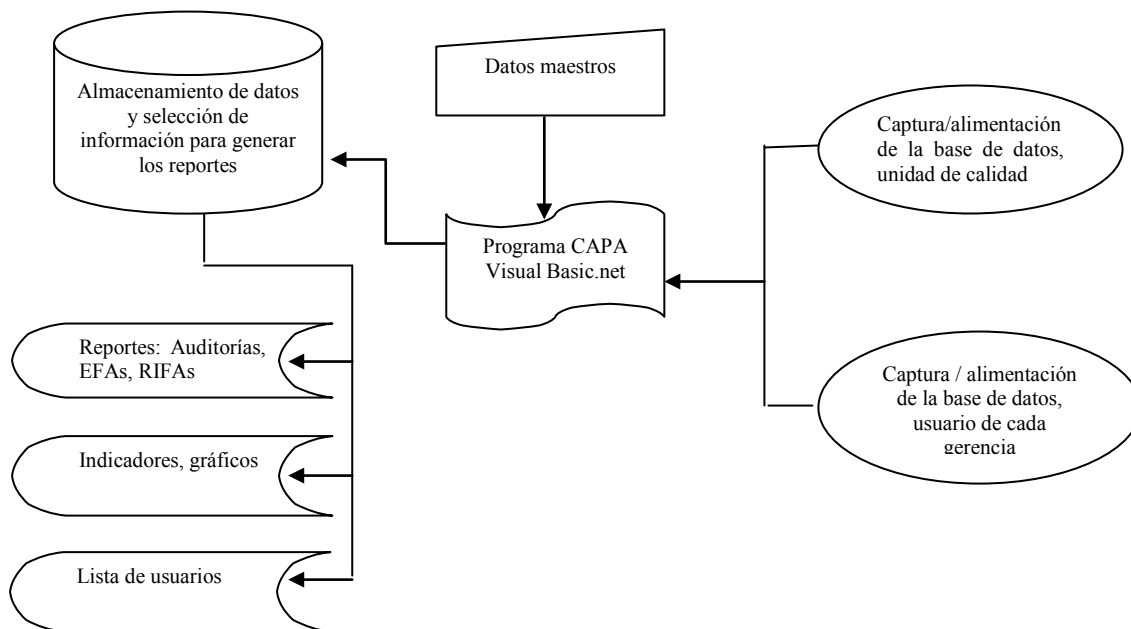 Almacenamiento de datos
y selección de
información para generar
los reportes
Datos maestros
Captura/alimentación
de la base de datos,
unidad de calidad
Programa CAPA
Visual Basic.net
Captura / alimentación
de la base de datos,
usuario de cada
gerencia
Reportes: Auditorías,
EFAs, RIFAs
Indicadores, gráficos
Lista de usuarios